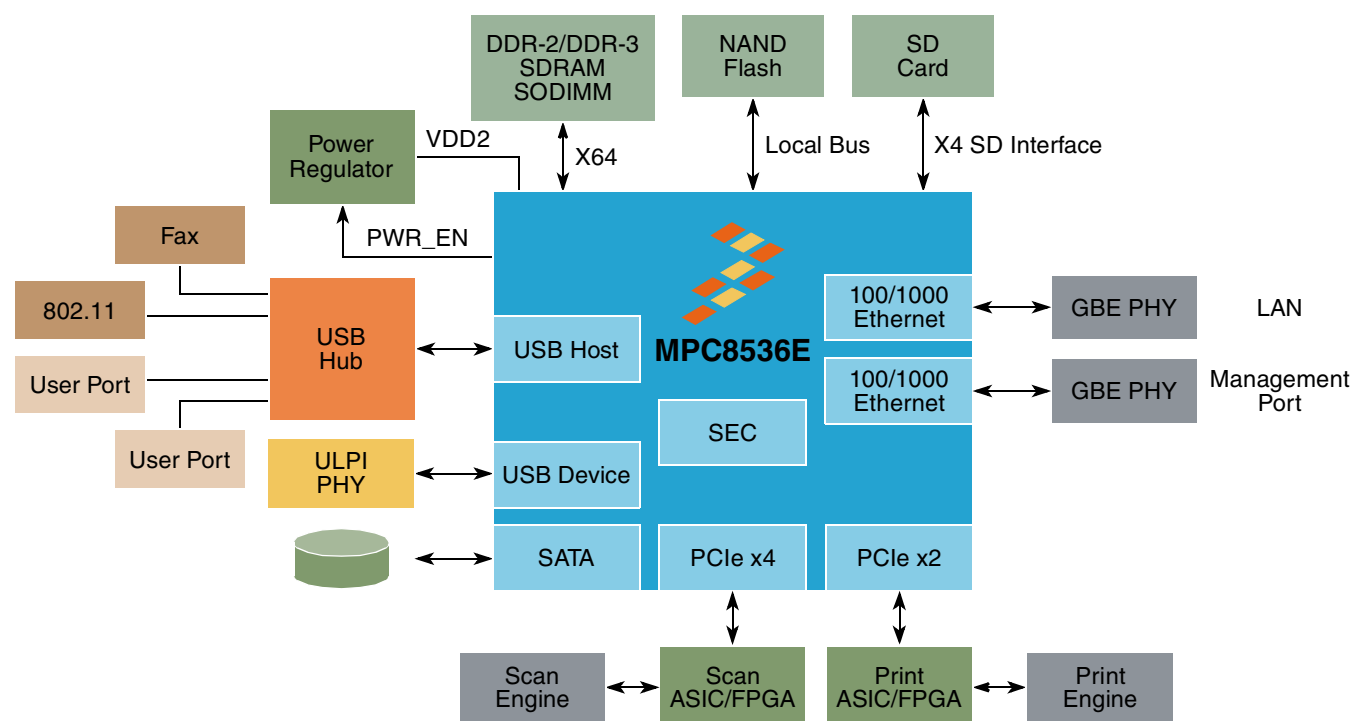 DDR-2/DDR-3
SDRAM
SODIMM
NAND
Flash
SD
Card
Power
Regulator
VDD2
X64
Local Bus
X4 SD Interface
PWR_EN
Fax
802.11
User Port
User Port
USB
Hub
ULPI
PHY
USB Host
USB Device
SATA
MPC8536E
SEC
100/1000
Ethernet
100/1000
Ethernet
GBE PHY
LAN
GBE PHY
Management
Port
PCIe x4
PCIe x2
Scan
Engine
Scan
ASIC/FPGA
Print
ASIC/FPGA
Print
Engine